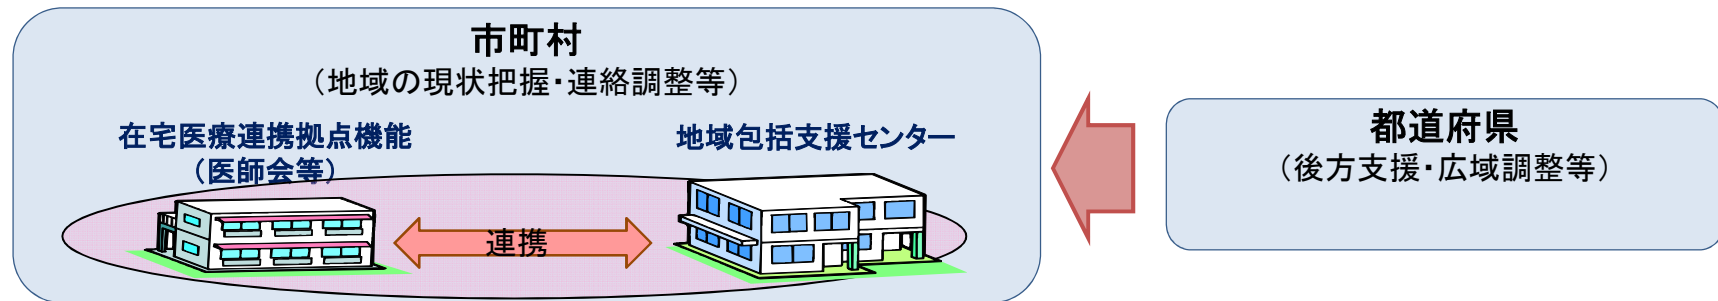 市町村
（地域の現状把握・連絡調整等）
在宅医療連携拠点機能
（医師会等）
地域包括支援センター
連携
都道府県
（後方支援・広域調整等）